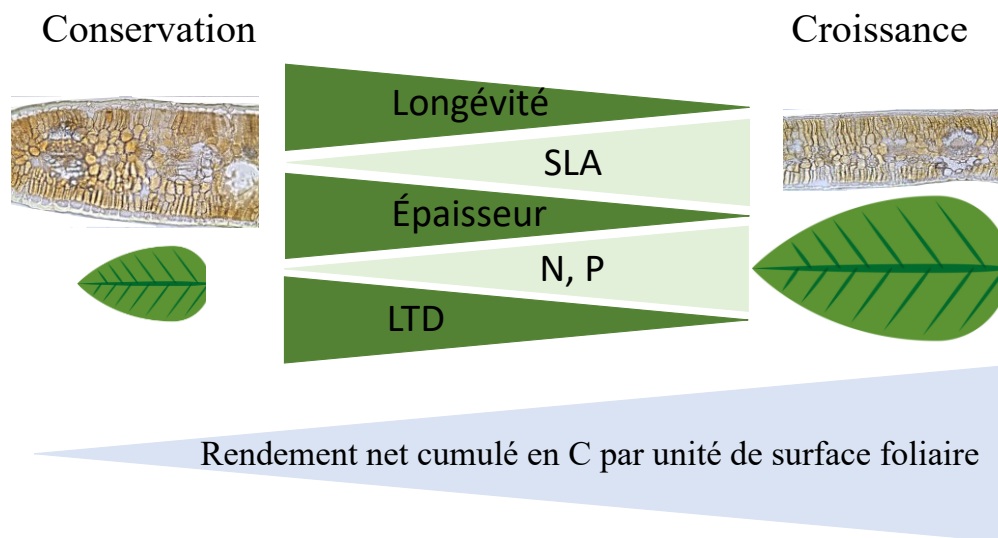 Conservation
Croissance
Longévité
SLA
Épaisseur
N, P
LTD
Rendement net cumulé en C par unité de surface foliaire